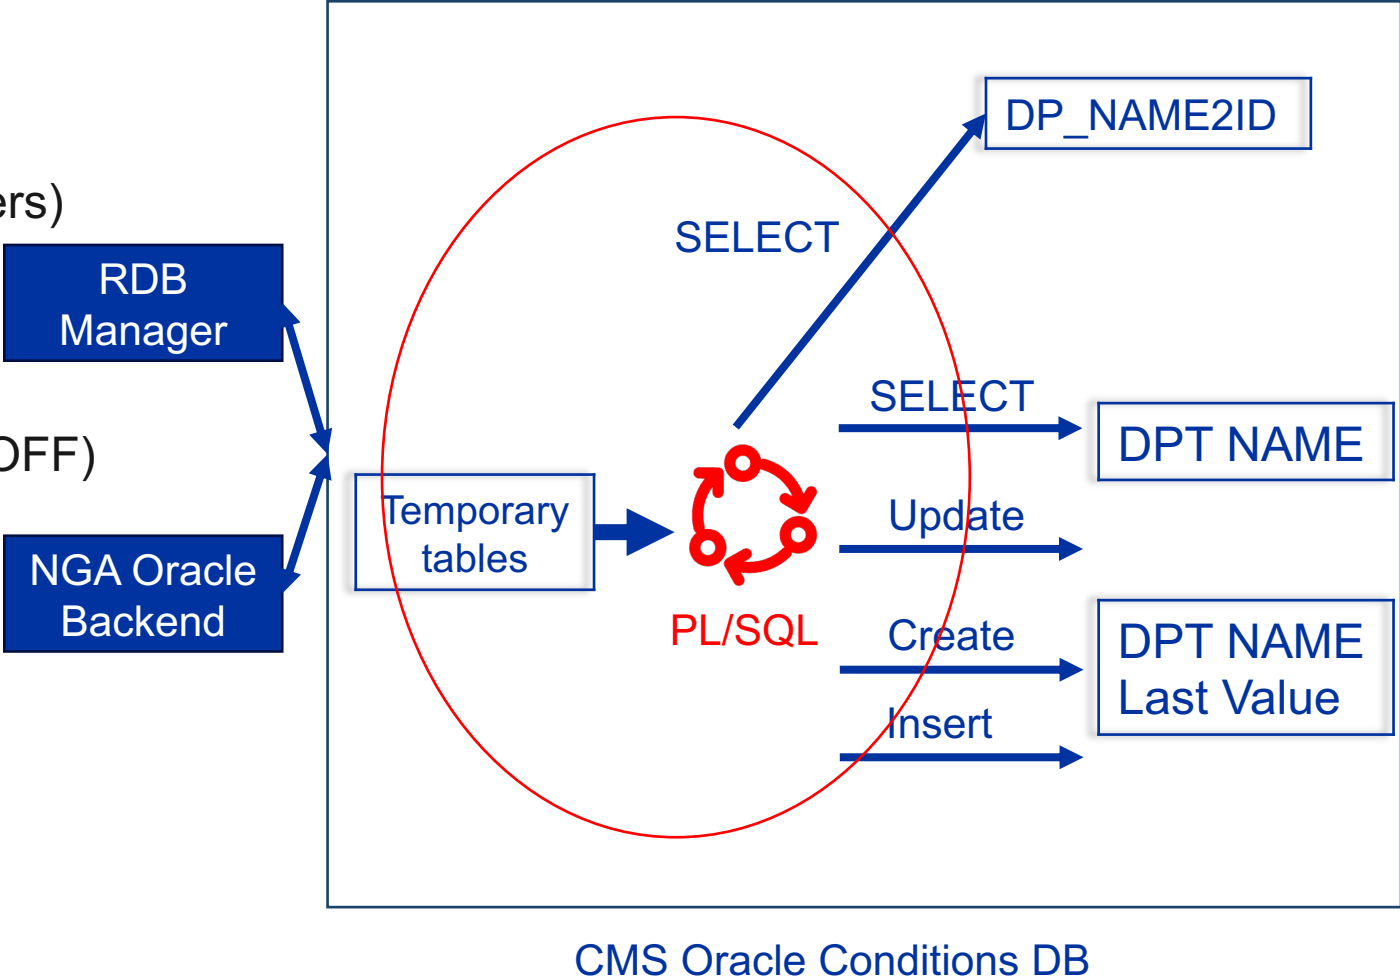 DP_NAME2ID
ers)
SELECT
RDB
Manager
SELECT
DPT NAME
OFF)
Temporary
tables
Update
NGA Oracle
Backend
PL/SQL
Create
DPT NAME
Last Value
Insert
CMS Oracle Conditions DB